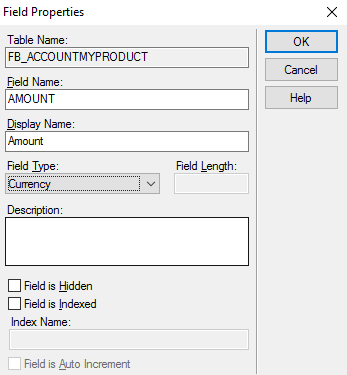 Field Properties
Table Name:
OK
FB_ACCOUNTMYPRODUCT
Cancel
Field Name:
AMOUNT
Help
Display Name:
Amount
Field Type: Field Length:
Currency
Description:
Field is Hidden
Field is Indexed
Index Name:
Field is Auto Increment